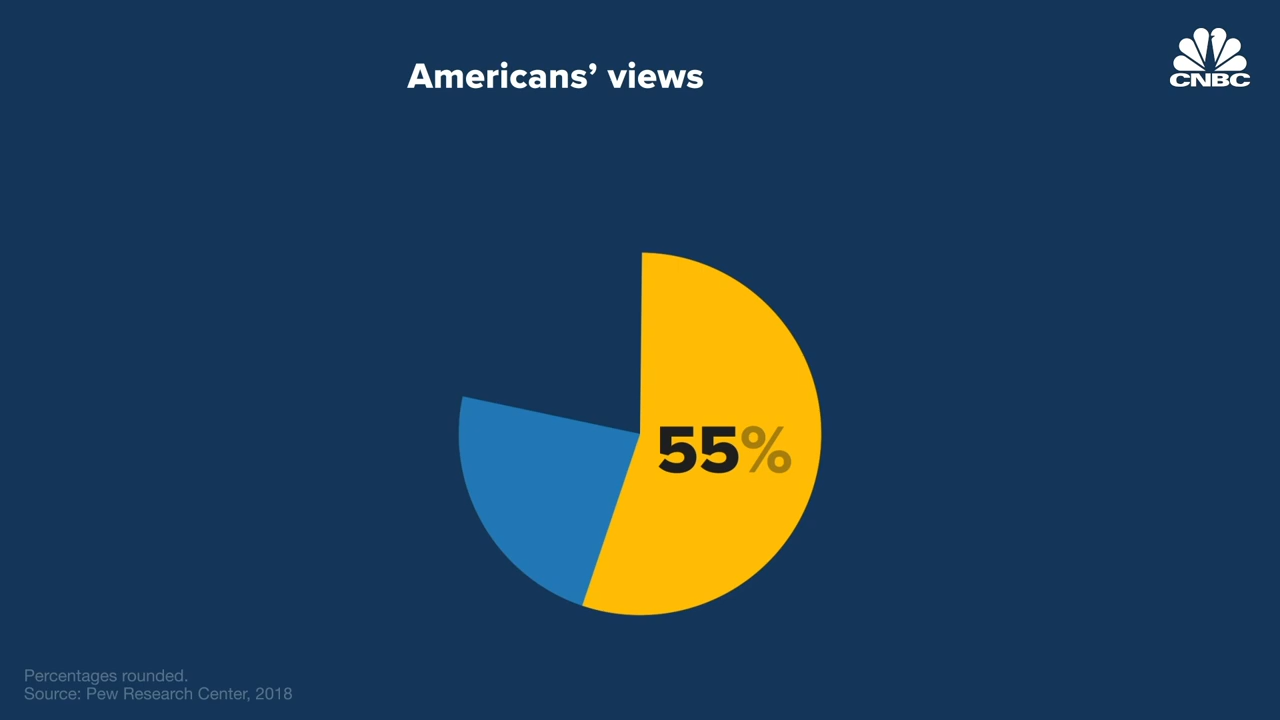 Americans’ views
CNBC
55%
Percentages rounded.
Source: Pew Research Center, 2018